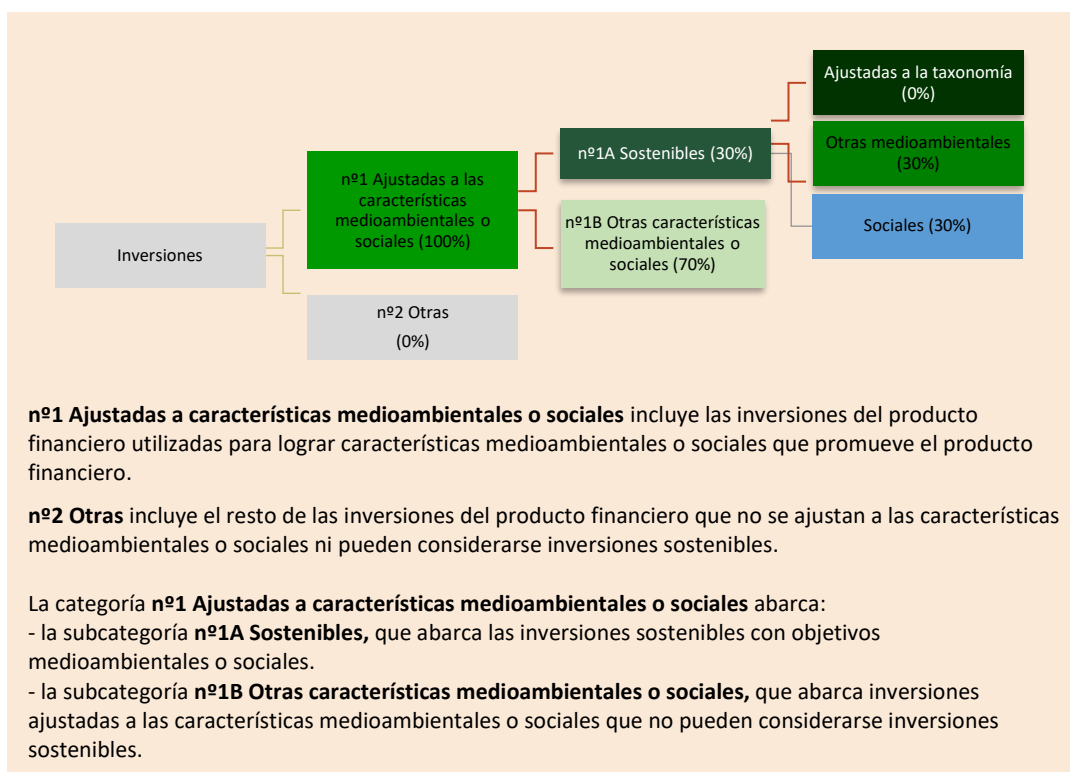 Inversiones
nº1 Ajustadas a las
características
medioambientales o
sociales (100%)
nº2 Otras
(0%)
nº1A Sostenibles (30%)
nº1B Otras características
medioambientales o
sociales (70%)
Ajustadas a la taxonomía
(0%)
Otras medioambientales
(30%)
Sociales (30%)
nº1 Ajustadas a características medioambientales o sociales incluye las inversiones del producto
financiero utilizadas para lograr características medioambientales o sociales que promueve el producto
financiero.
nº2 Otras incluye el resto de las inversiones del producto financiero que no se ajustan a las características
medioambientales o sociales ni pueden considerarse inversiones sostenibles.
La categoría nº1 Ajustadas a características medioambientales o sociales abarca:
- la subcategoría nº1A Sostenibles, que abarca las inversiones sostenibles con objetivos
medioambientales o sociales.
- la subcategoría nº1B Otras características medioambientales o sociales, que abarca inversiones
ajustadas a las características medioambientales o sociales que no pueden considerarse inversiones
sostenibles.